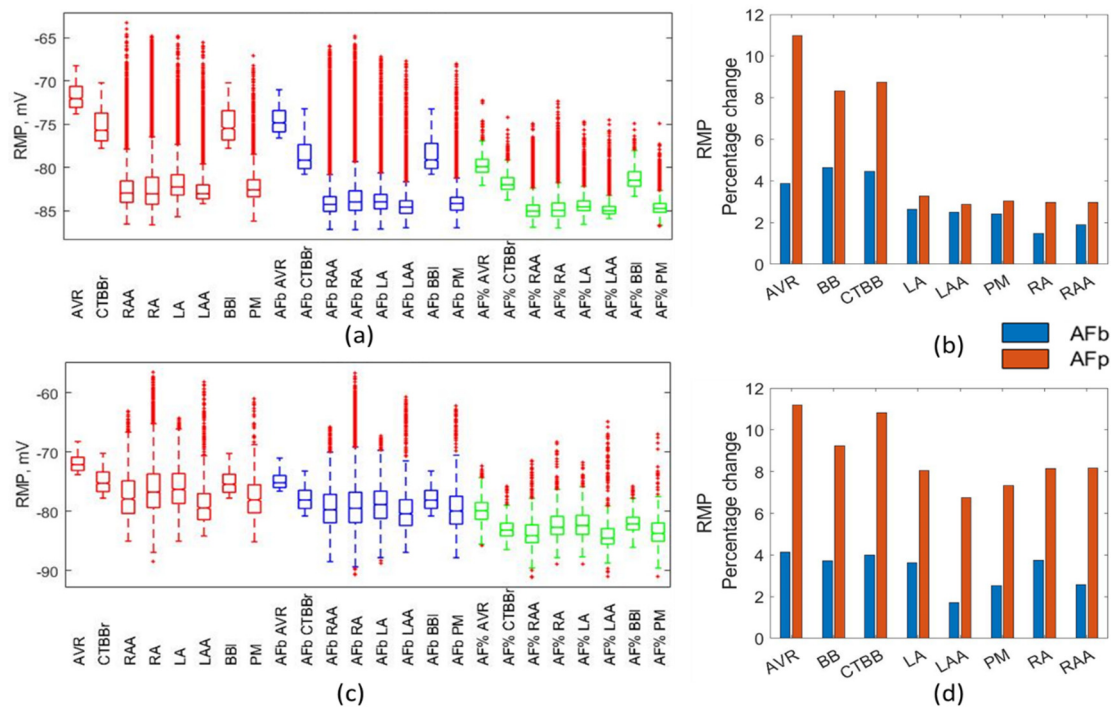 RMP, mV
-65
-70
-75
-80
-85
AVR
CTBBr
RAA
RA
LA
LAA
BBl
PM
AFb AVR
AFb CTBBr
AFb RAA
AFb RA
AFb LA
AFb LAA
AFb BBl
AFb PM
AF% AVR
AF% CTBBr
AF% RAA
AF% RA
AF% LA
AF% LAA
AF% BBl
AF% PM
(a)
RMP
Percentage change
12
10
8
6
4
2
0
AVR
BB
CTBB
LA
LAA
PM
RA
RAA
(b)
AFb
AFp
RMP, mV
-60
-70
-80
-90
AVR
CTBBr
RAA
RA
LA
LAA
BBl
PM
AFb AVR
AFb CTBBr
AFb RAA
AFb RA
AFb LA
AFb LAA
AFb BBl
AFb PM
AF% AVR
AF% CTBBr
AF% RAA
AF% RA
AF% LA
AF% LAA
AF% BBl
AF% PM
(c)
RMP
Percentage change
12
10
8
6
4
2
0
AVR
BB
CTBB
LA
LAA
PM
RA
RAA
(d)